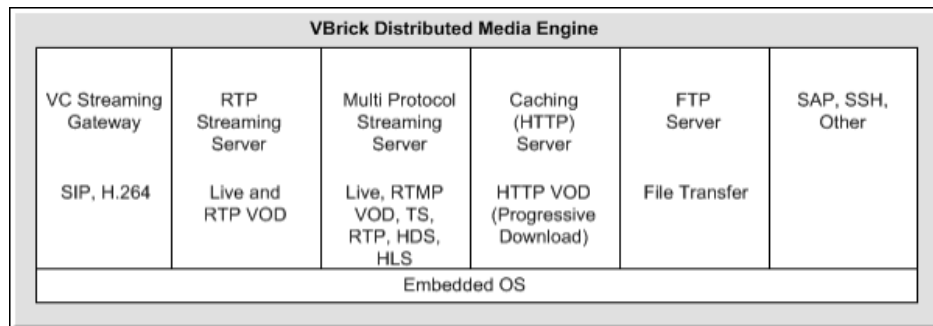 VBrick Distributed Media Engine
VC Streaming
Gateway
SIP, H.264
RTP
Streaming
Server
Live and
RTP VOD
Multi Protocol
Streaming
Server
Live, RTMP
VOD, TS,
RTP, HDS,
HLS
Caching
(HTTP)
Server
HTTP VOD
(Progressive
Download)
FTP
Server
File Transfer
SAP, SSH,
Other
Embedded OS